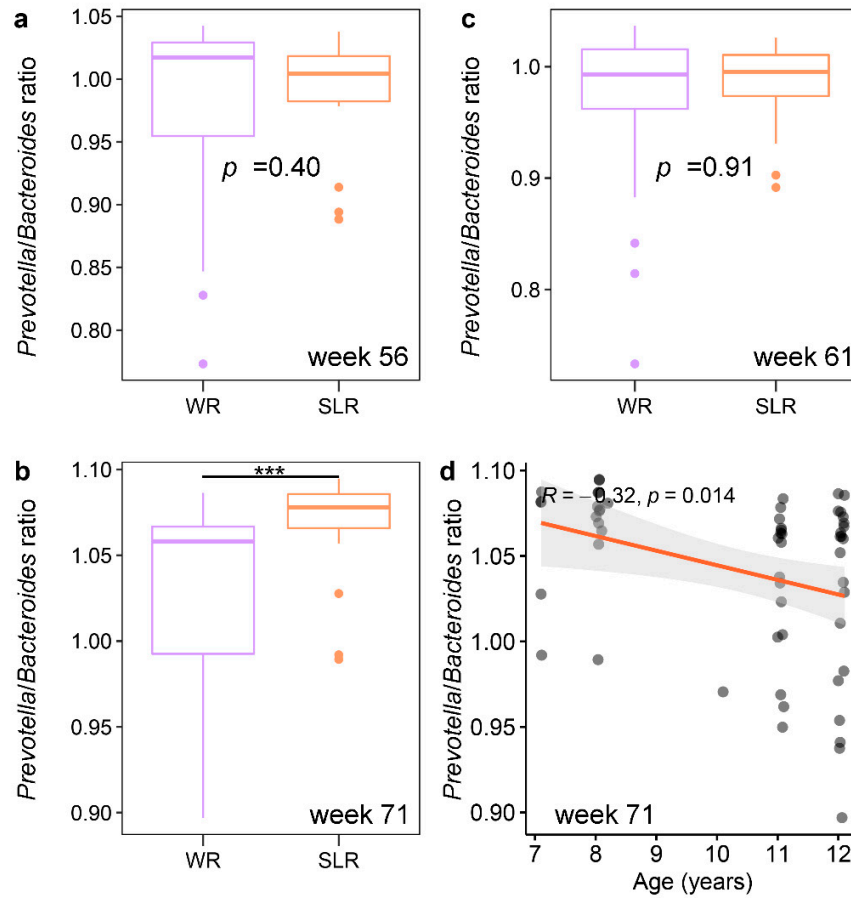 a
1.05
1.00
0.95
0.90
0.85
0.80
Prevotella/Bacteroides ratio
p =0.40
week 56
WR SLR
c
1.0
0.9
0.8
Prevotella/Bacteroides ratio
p =0.91
week 61
WR SLR
b
1.10
1.05
1.00
0.95
0.90
Prevotella/Bacteroides ratio
***
week 71
WR SLR
d
1.10
1.05
1.00
0.95
0.90
Prevotella/Bacteroides ratio
R = −0.32, p = 0.014
week 71
7 8 9 10 11 12
Age (years)